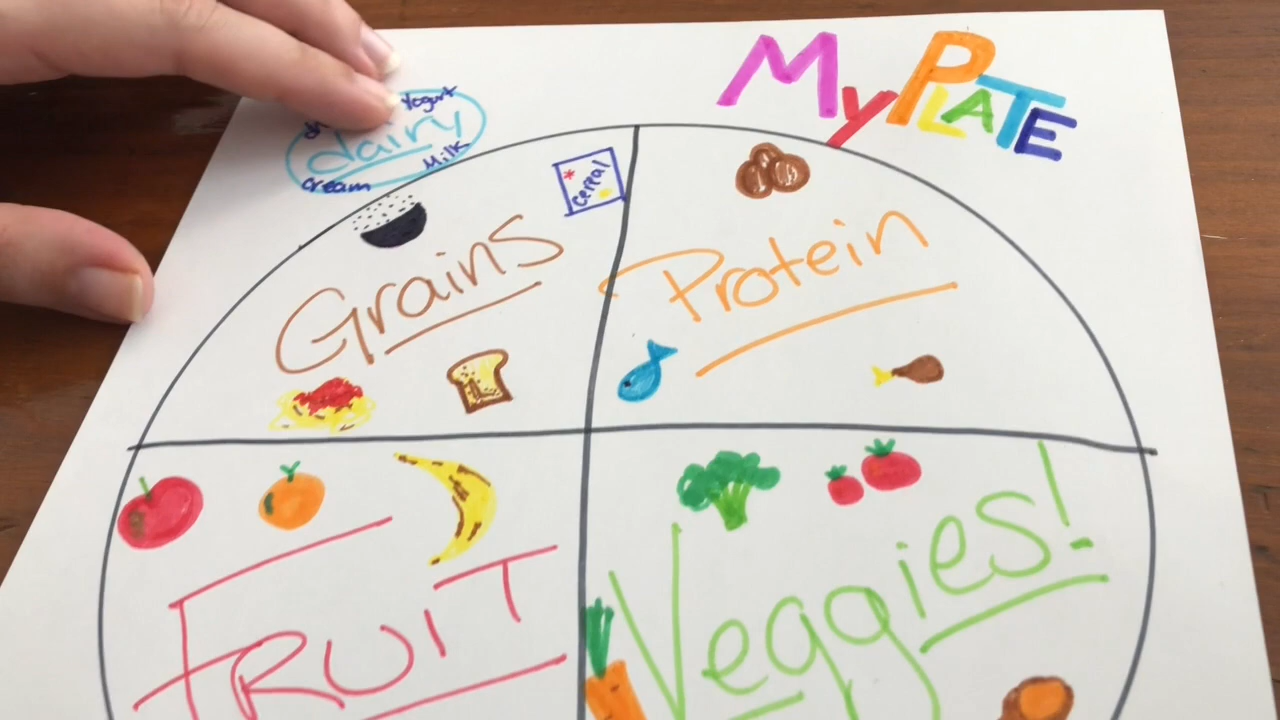 MyPLATE
Yogurt
dairy
Milk
cream
cereal
Grains
Protein
FRUIT
Veggies!